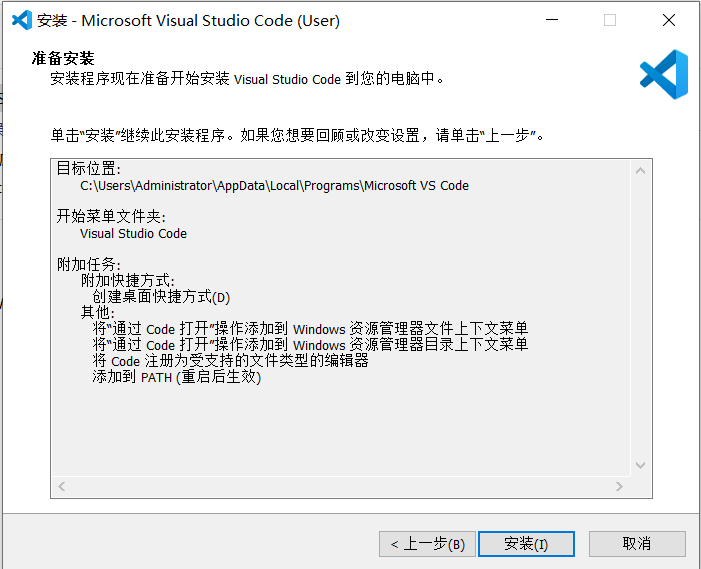 安装 - Microsoft Visual Studio Code (User)
准备安装
安装程序现在准备开始安装 Visual Studio Code 到您的电脑中。
单击“安装”继续此安装程序。如果您想要回顾或改变设置，请单击“上一步”。
目标位置:
C:\Users\Administrator\AppData\Local\Programs\Microsoft VS Code
开始菜单文件夹:
Visual Studio Code
附加任务:
附加快捷方式:
创建桌面快捷方式(D)
其他:
将“通过 Code 打开”操作添加到 Windows 资源管理器文件上下文菜单
将“通过 Code 打开”操作添加到 Windows 资源管理器目录上下文菜单
将 Code 注册为受支持的文件类型的编辑器
添加到 PATH (重启后生效)
< 上一步(B)
安装(I)
取消